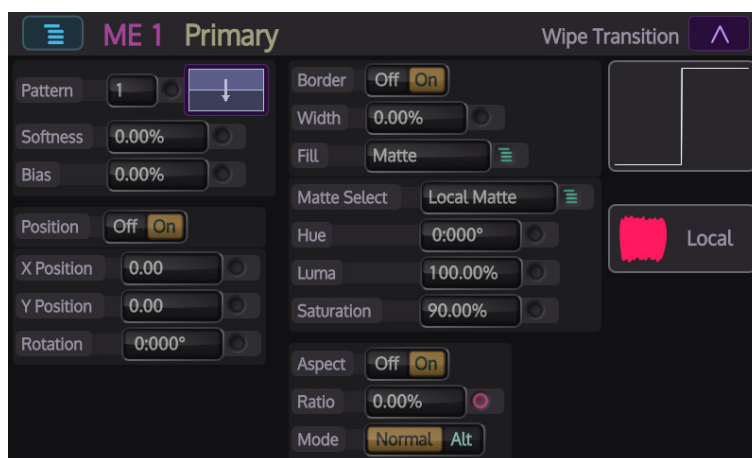 ME 1 Primary Wipe Transition
Pattern 1
Softness 0.00%
Bias 0.00%
Position Off On
X Position 0.00
Y Position 0.00
Rotation 0:000°
Border Off On
Width 0.00%
Fill Matte
Matte Select Local Matte
Hue 0:000°
Luma 100.00%
Saturation 90.00%
Aspect Off On
Ratio 0.00%
Mode Normal Alt
Local